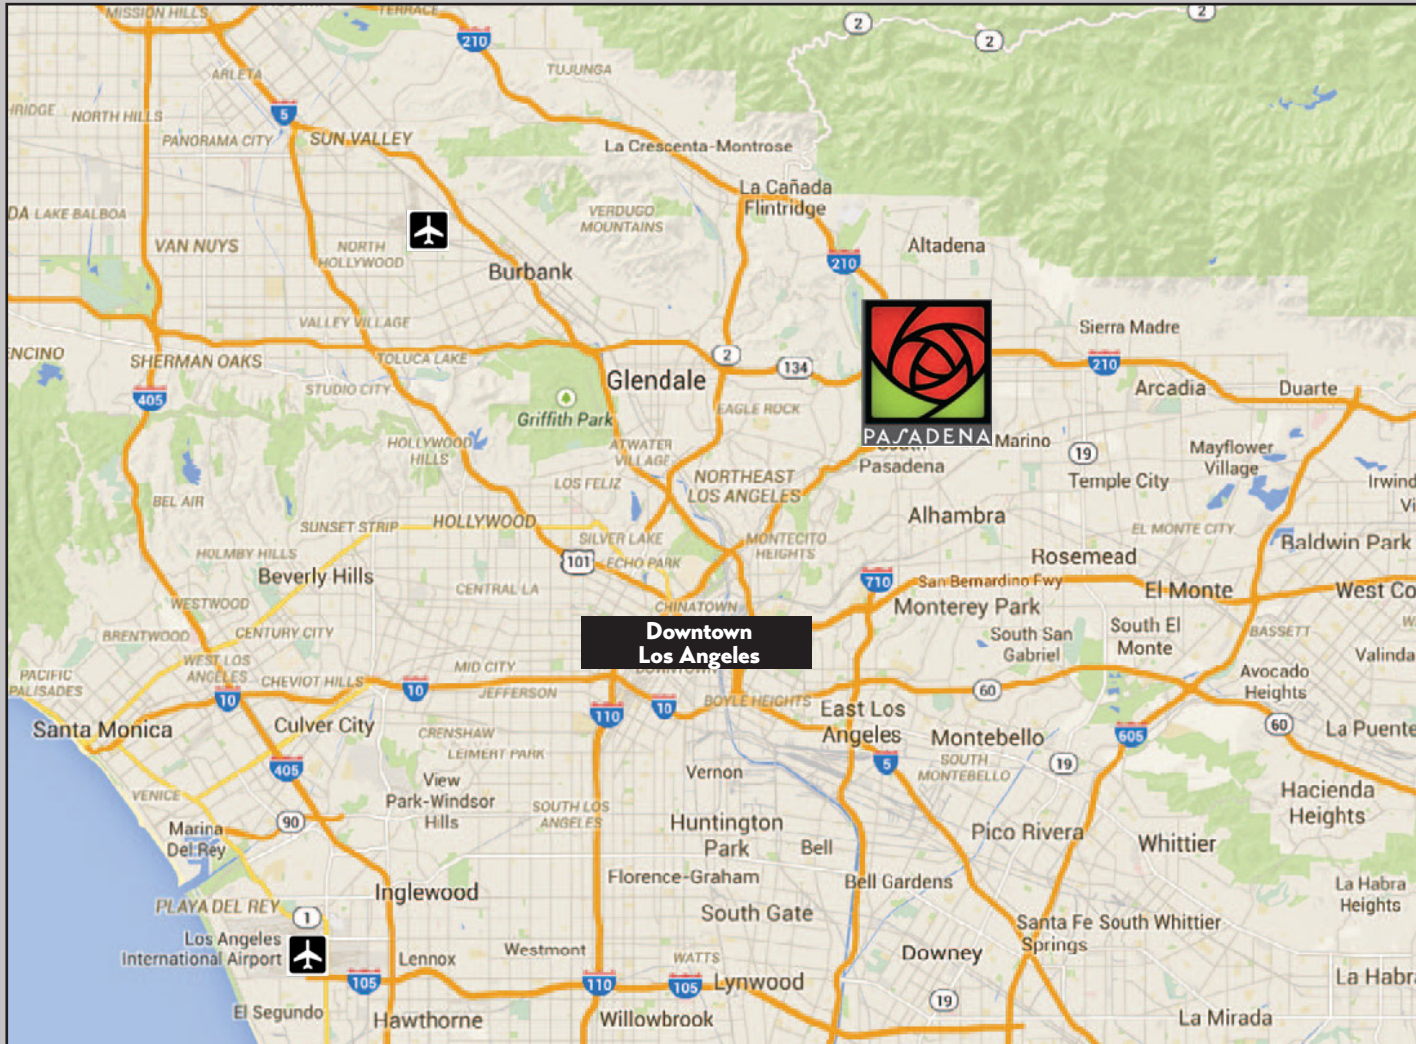 MISSION HILLS
TERRACE
2
2
2
210
TUJUNGA
ARLETA
5
NORTH HILLS
PANORAMA CITY
SUN VALLEY
La Crescenta-Montrose
La Cañada
Flintridge
DA
LAKE BALBOA
VERDUGO
MOUNTAINS
VAN NUYS
NORTH
HOLLYWOOD
Burbank
210
Altadena
VALLEY VILLAGE
Sierra Madre
ENCINO
SHERMAN OAKS
TOLUCA LAKE
2
134
210
STUDIO CITY
Glendale
Arcadia
Duarte
405
Griffith Park
EAGLE ROCK
PASADENA
Marino
South
Pasadena
HOLLYWOOD
HILLS
ATWATER
VILLAGE
19
Mayflower
Village
LOS FELIZ
NORTHEAST
LOS ANGELES
Temple City
Irwind
Vi
BEL AIR
SUNSET STRIP
HOLLYWOOD
Alhambra
EL MONTE CITY
SILVER LAKE
MONTECITO
HEIGHTS
Baldwin Park
HOLMBY HILLS
101
ECHO PARK
Rosemead
Beverly Hills
CENTRAL LA
710
San Bernardino Fwy
El Monte
West Co
WESTWOOD
CHINATOWN
Monterey Park
BRENTWOOD
CENTURY CITY
Downtown
Los Angeles
South San
Gabriel
South El
Monte
BASSETT
WEST LOS
ANGELES
MID CITY
DOWNTOWN
Valinda
PACIFIC
PALISADES
CHEVIOT HILLS
10
10
JEFFERSON
BOYLE HEIGHTS
60
Avocado
Heights
Santa Monica
Culver City
110
10
East Los
Angeles
60
CRENSHAW
Montebello
605
La Puente
LEIMERT PARK
405
Vernon
5
SOUTH
MONTEBELLO
19
VENICE
View
Park-Windsor
Hills
SOUTH LOS
ANGELES
Hacienda
Heights
90
Marina
Del Rey
Huntington
Park
Bell
Pico Rivera
Whittier
Inglewood
Florence-Graham
Bell Gardens
La Habra
Heights
PLAYA DEL REY
1
South Gate
Santa Fe
Springs
South Whittier
Los Angeles
International Airport
Lennox
Westmont
WATTS
Downey
105
110
105
Lynwood
La Habr
El Segundo
Hawthorne
Willowbrook
19
La Mirada